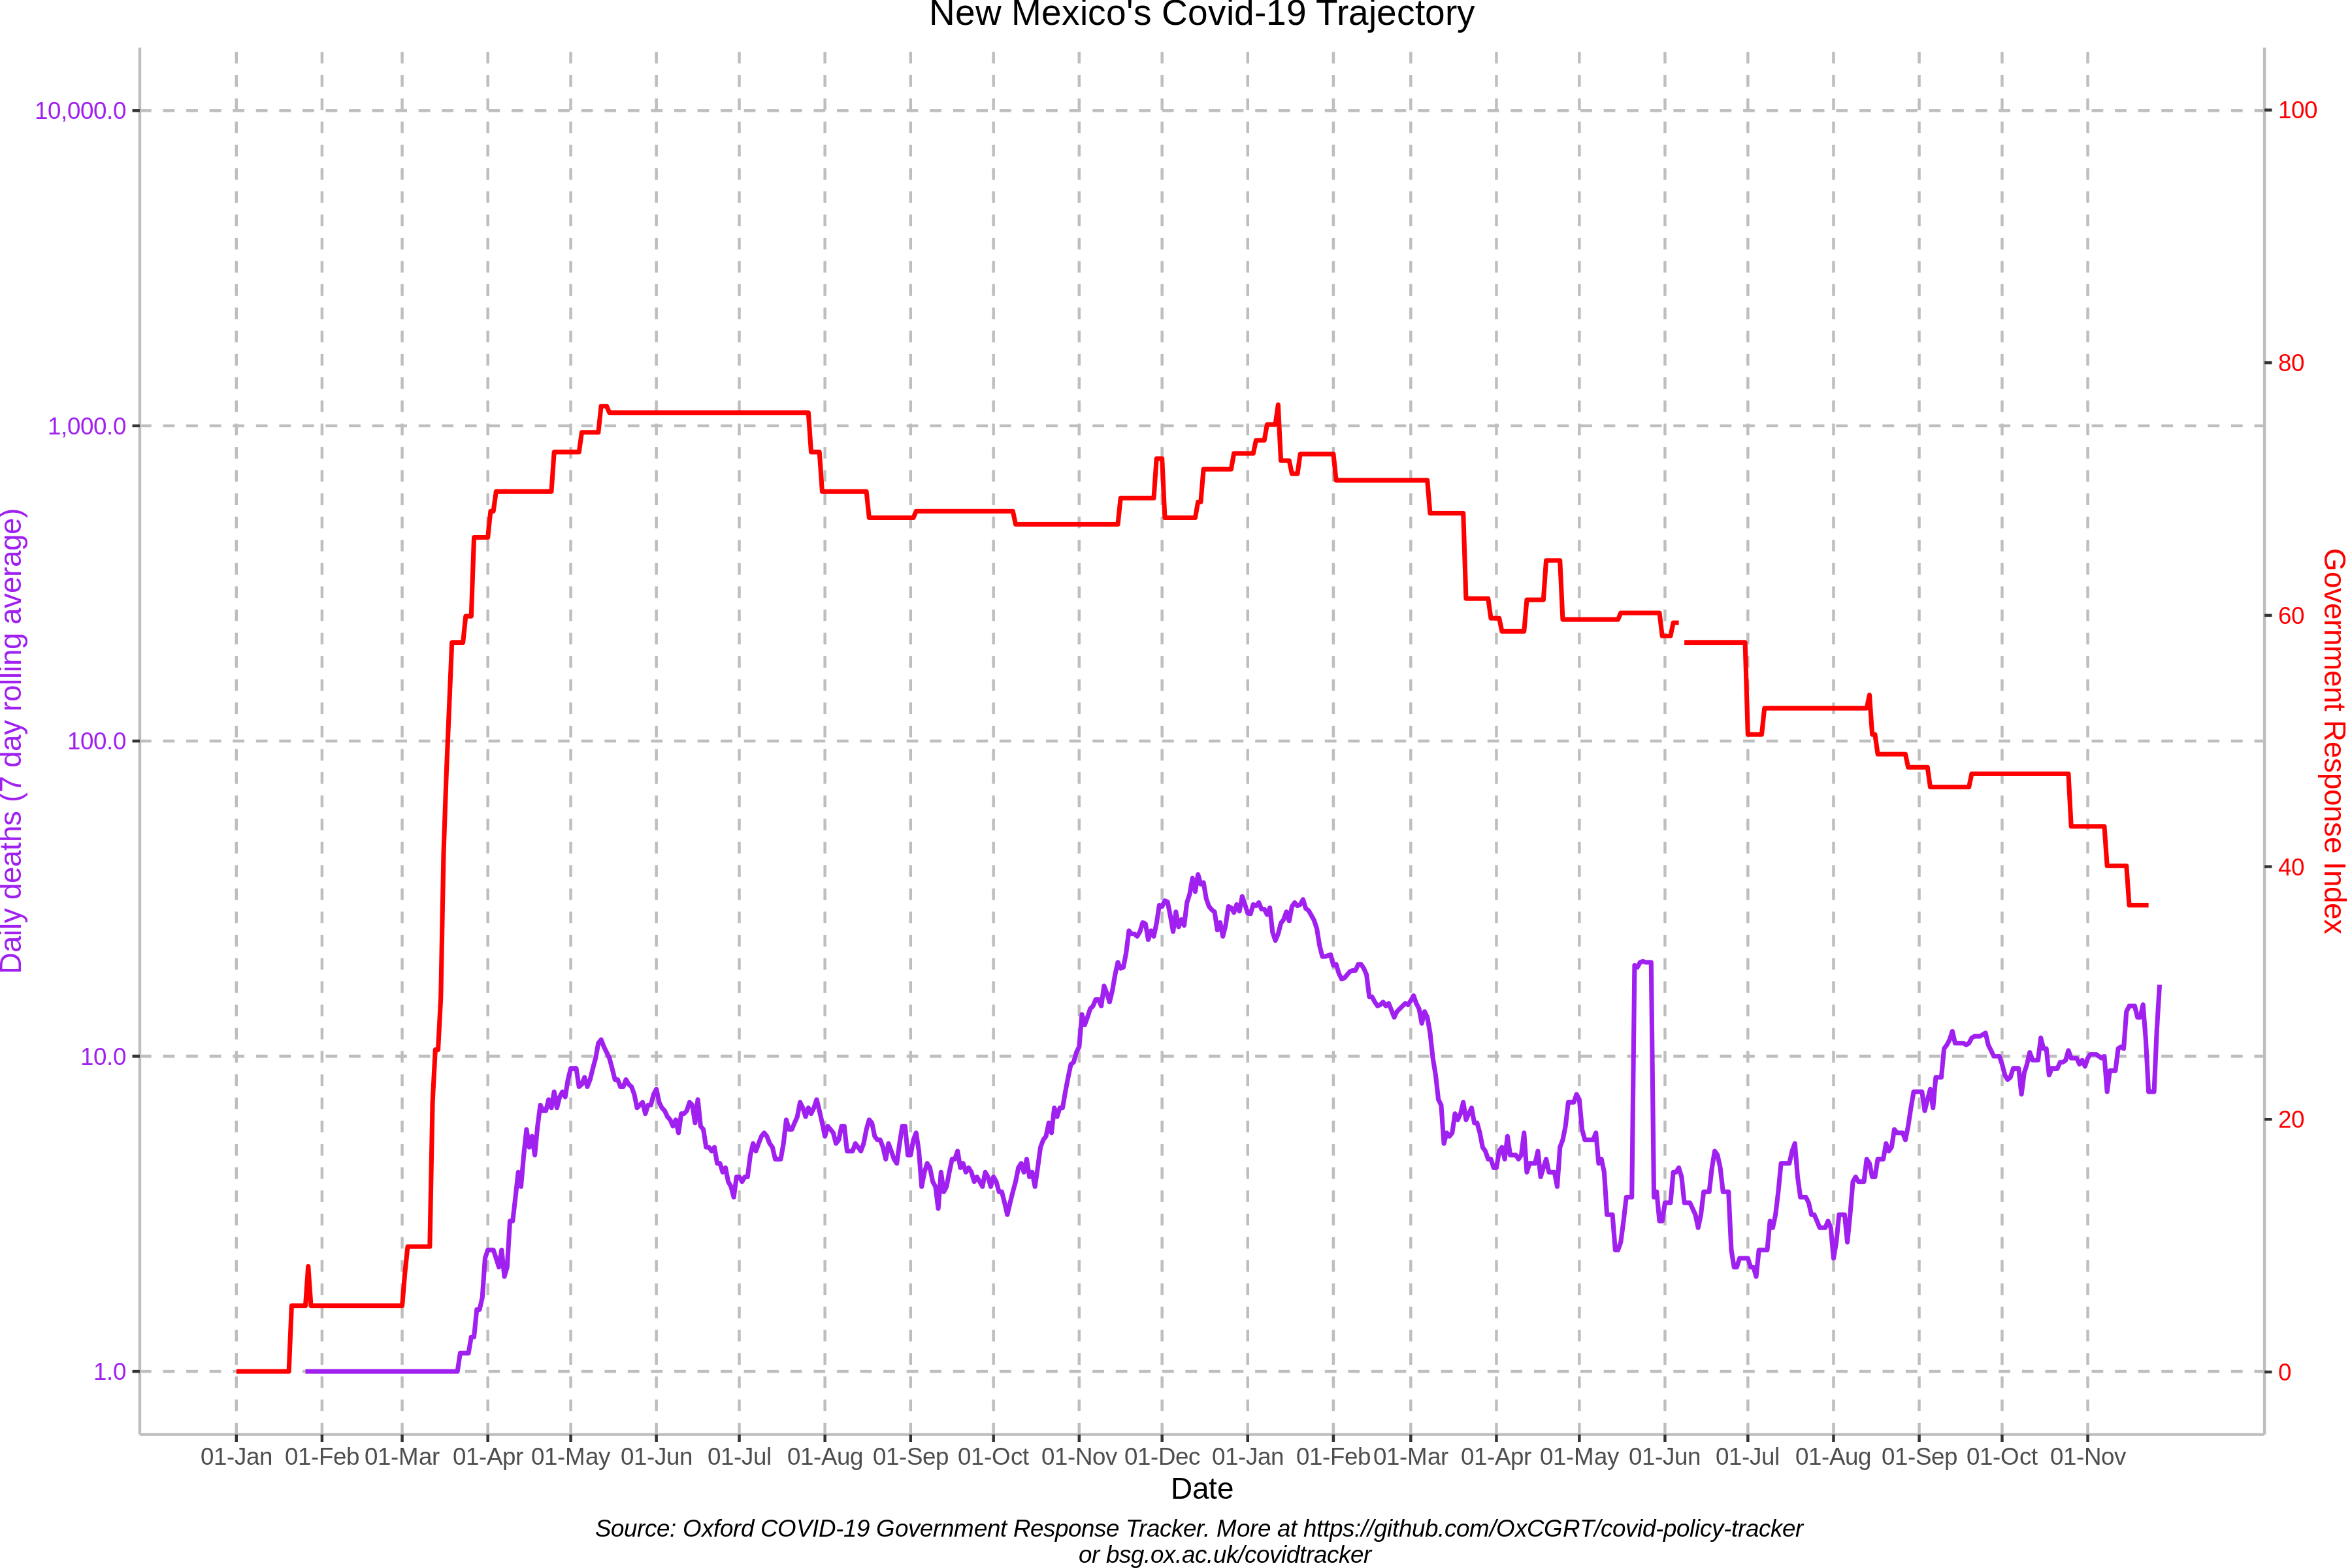 New Mexico's Covid-19 Trajectory
10,000.0
1,000.0
100.0
10.0
1.0
Daily deaths (7 day rolling average)
100
80
60
40
20
0
Government Response Index
01-Jan 01-Feb 01-Mar 01-Apr 01-May 01-Jun 01-Jul 01-Aug 01-Sep 01-Oct 01-Nov 01-Dec 01-Jan 01-Feb 01-Mar 01-Apr 01-May 01-Jun 01-Jul 01-Aug 01-Sep 01-Oct 01-Nov
Date
Source: Oxford COVID-19 Government Response Tracker. More at https://github.com/OxCGRT/covid-policy-tracker
or bsg.ox.ac.uk/covidtracker